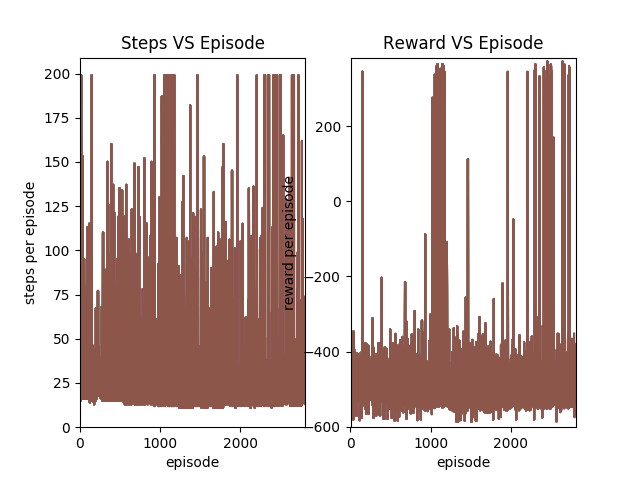 Steps VS Episode
200
175
150
125
100
75
50
25
0
steps per episode
0 1000 2000
episode
Reward VS Episode
200
0
−200
−400
−600
reward per episode
0 1000 2000
episode